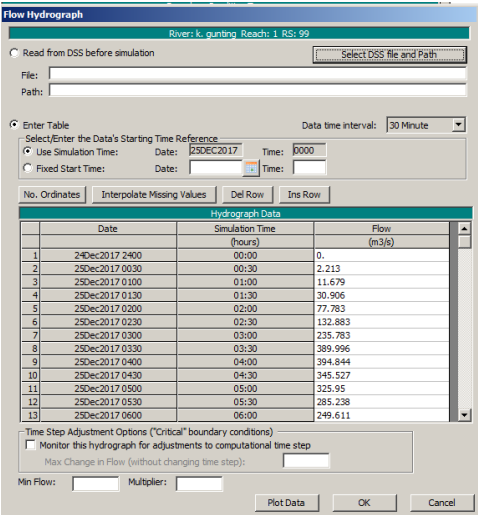 Flow Hydrograph
River: k. gunting Reach: 1 RS: 99
Read from DSS before simulation
Select DSS file and Path
File:
Path:
Enter Table
Data time interval: 30 Minute
Select/Enter the Data's Starting Time Reference
Use Simulation Time: Date: 25DEC2017 Time: 0000
Fixed Start Time: Date: Time:
No. Ordinates Interpolate Missing Values Del Row Ins Row
Hydrograph Data
Date Simulation Time Flow
(hours) (m3/s)
1 24Dec2017 2400 00:00 0.
2 25Dec2017 0030 00:30 2.213
3 25Dec2017 0100 01:00 11.679
4 25Dec2017 0130 01:30 30.906
5 25Dec2017 0200 02:00 77.783
6 25Dec2017 0230 02:30 132.883
7 25Dec2017 0300 03:00 235.783
8 25Dec2017 0330 03:30 389.996
9 25Dec2017 0400 04:00 394.844
10 25Dec2017 0430 04:30 345.527
11 25Dec2017 0500 05:00 325.95
12 25Dec2017 0530 05:30 285.238
13 25Dec2017 0600 06:00 249.611
Time Step Adjustment Options ("Critical" boundary conditions)
Monitor this hydrograph for adjustments to computational time step
Max Change in Flow (without changing time step):
Min Flow: Multiplier:
Plot Data OK Cancel